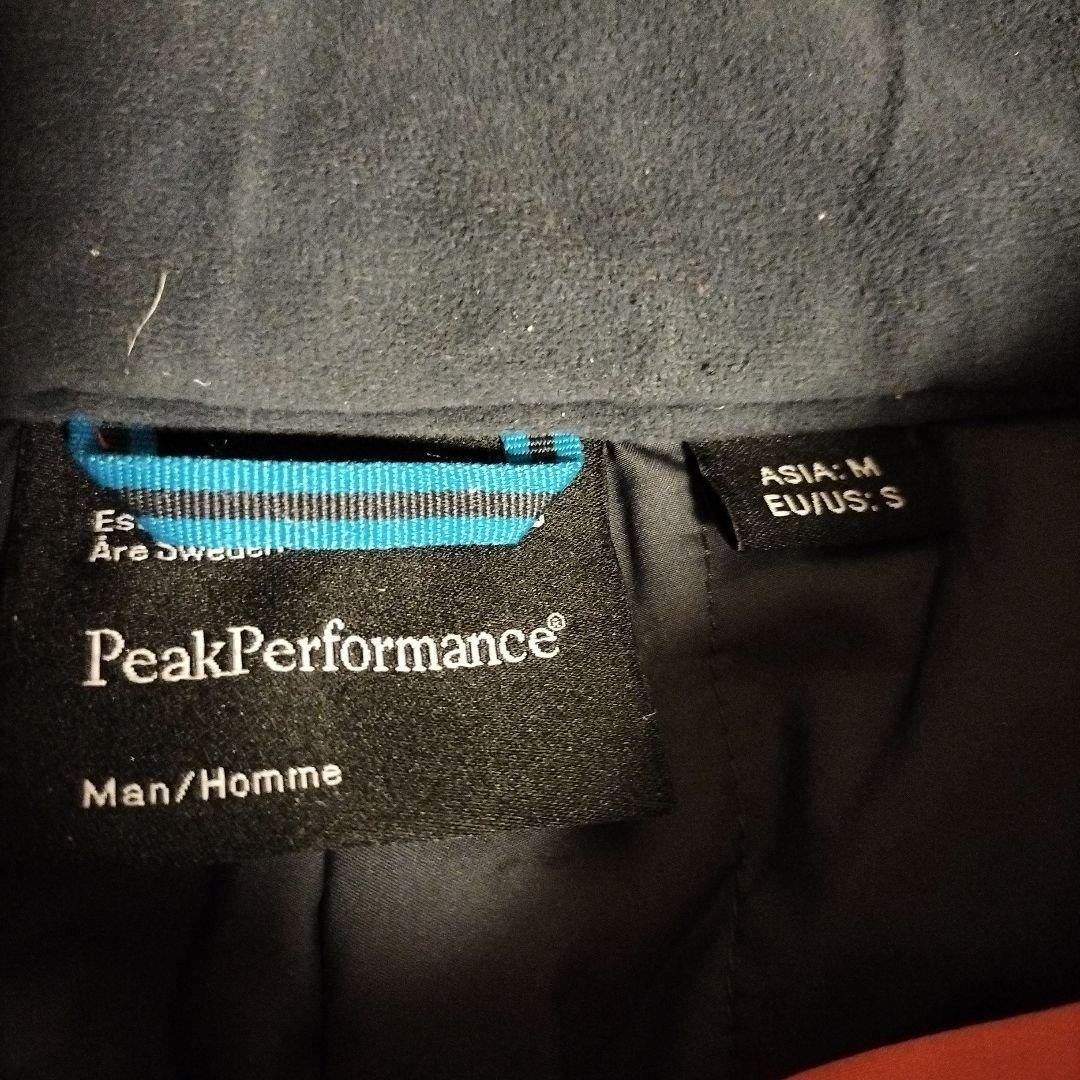 Åre Sweden
PeakPerformance®
Man/Homme
ASIA: M
EU/US: S